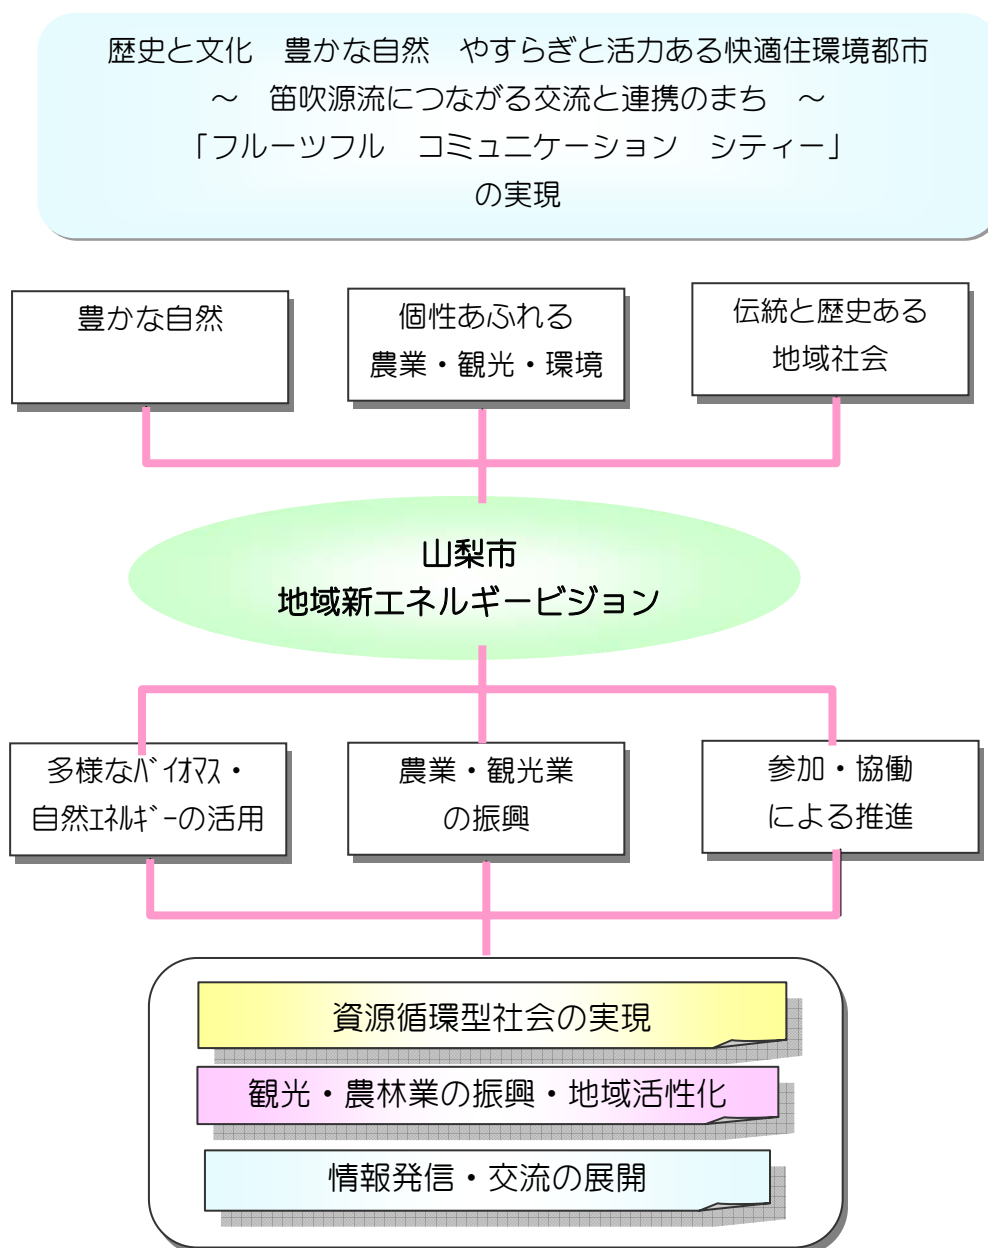 歴史と文化　豊かな自然　やすらぎと活力ある快適住環境都市
～　笛吹源流につながる交流と連携のまち　～
「フルーツフル　コミュニケーション　シティー」
の実現
豊かな自然
個性あふれる
農業・観光・環境
伝統と歴史ある
地域社会
山梨市
地域新エネルギービジョン
多様なﾊﾞｲｵﾏｽ・
自然ｴﾈﾙｷﾞｰの活用
農業・観光業
の振興
参加・協働
による推進
資源循環型社会の実現
観光・農林業の振興・地域活性化
情報発信・交流の展開